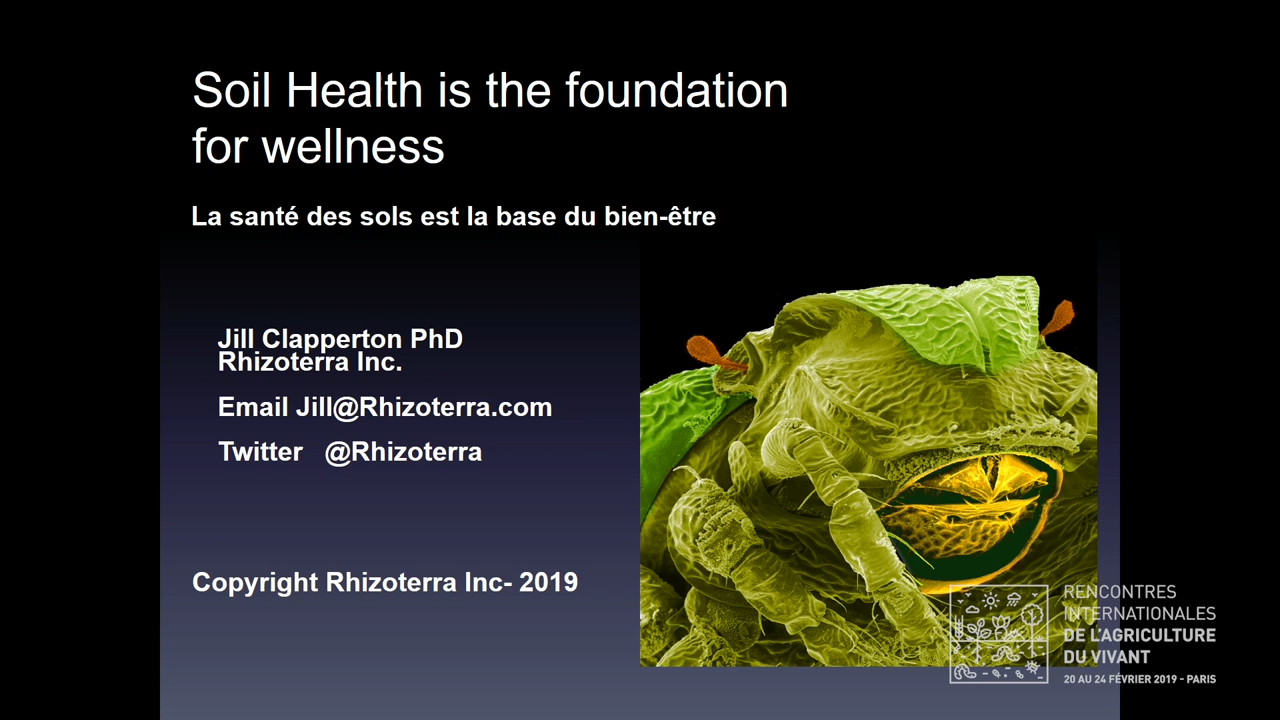 Soil Health is the foundation
for wellness
La santé des sols est la base du bien-être
Jill Clapperton PhD
Rhizoterra Inc.
Email Jill@Rhizoterra.com
Twitter @Rhizoterra
Copyright Rhizoterra Inc- 2019
RENCONTRES
INTERNATIONALES
DE L'AGRICULTURE
DU VIVANT
20 AU 24 FÉVRIER 2019 - PARIS